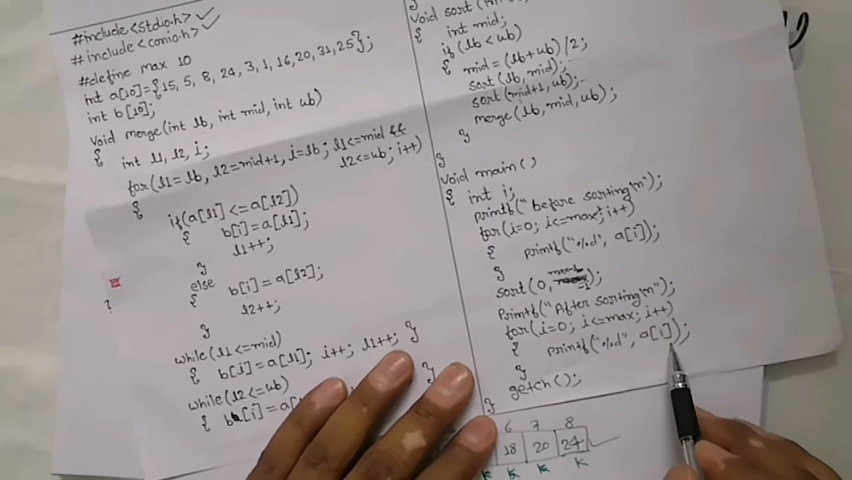 #include<stdio.h>
#include<conio.h>
#define max 10
int a[10]={15, 5, 8, 24, 3, 1, 16, 20, 31, 25};
int b[10];
Void merge(int lb, int mid, int ub)
{ int l1, l2, i;
for(l1=lb, l2=mid+1, i=lb; l1<=mid &&
l2<=ub; i++)
{
if(a[l1]<=a[l2])
{ b[i]=a[l1];
l1++;
}
else
{ b[i]=a[l2];
l2++;
}
while(l1<=mid)
{ b[i]=a[l1]; i++; l1++; }
while(l2<=ub)
{ b[i]=a[
}
Void sort(
{ int mid;
if(lb<ub)
{ mid=(lb+ub)/2;
sort(lb, mid);
sort(mid+1, ub);
merge(lb, mid, ub);
}
}
Void main()
{ int i;
printf("before sorting\n");
for(i=0; i<=max; i++)
{ printf("%d", a[i]);
}
sort(0, max-1);
Printf("After sorting\n");
for(i=0; i<=max; i++)
{ printf("%d", a[i]);
}
getch();
}
6 7 8
18 20 24
K K K K